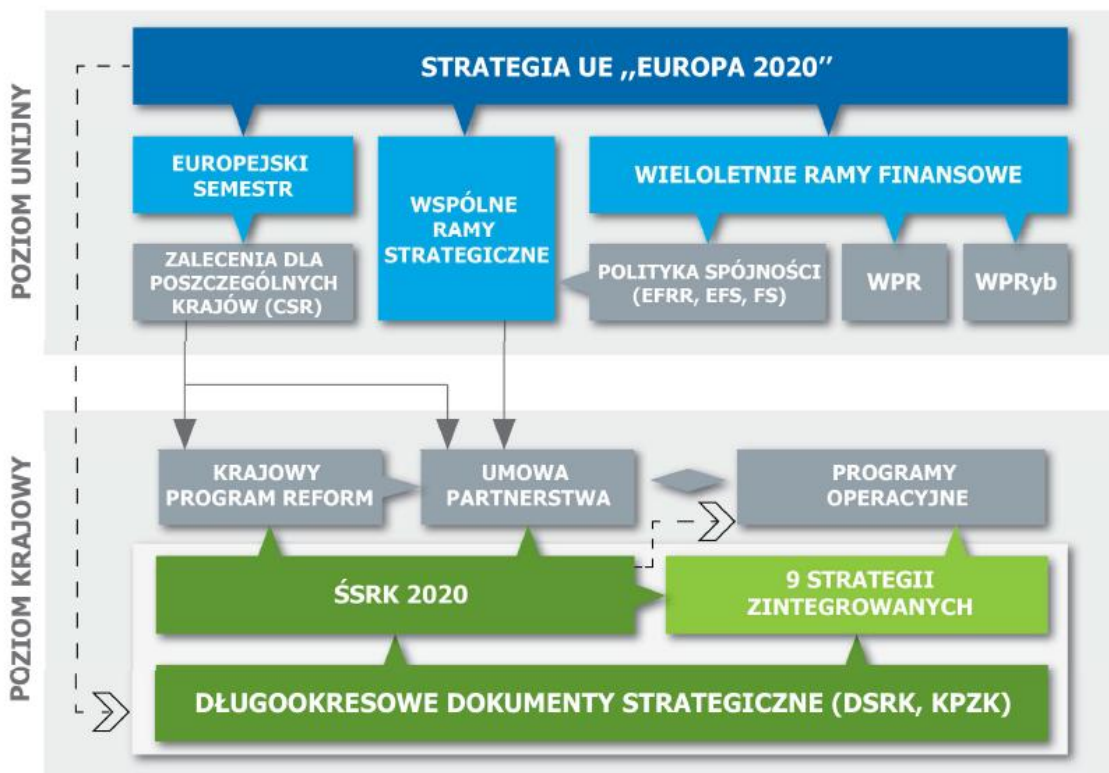 POZIOM UNIJNY
STRATEGIA UE „EUROPA 2020”
EUROPEJSKI
SEMESTR
WSPÓLNE
RAMY
STRATEGICZNE
WIELOLETNIE RAMY FINANSOWE
ZALECENIA DLA
POSZCZEGÓLNYCH
KRAJÓW (CSR)
POLITYKA SPÓJNOŚCI
(EFRR, EFS, FS)
WPR
WPRyb
POZIOM KRAJOWY
KRAJOWY
PROGRAM REFORM
UMOWA
PARTNERSTWA
PROGRAMY
OPERACYJNE
ŚSRK 2020
9 STRATEGII
ZINTEGROWANYCH
DŁUGOOKRESOWE DOKUMENTY STRATEGICZNE (DSRK, KPZK)